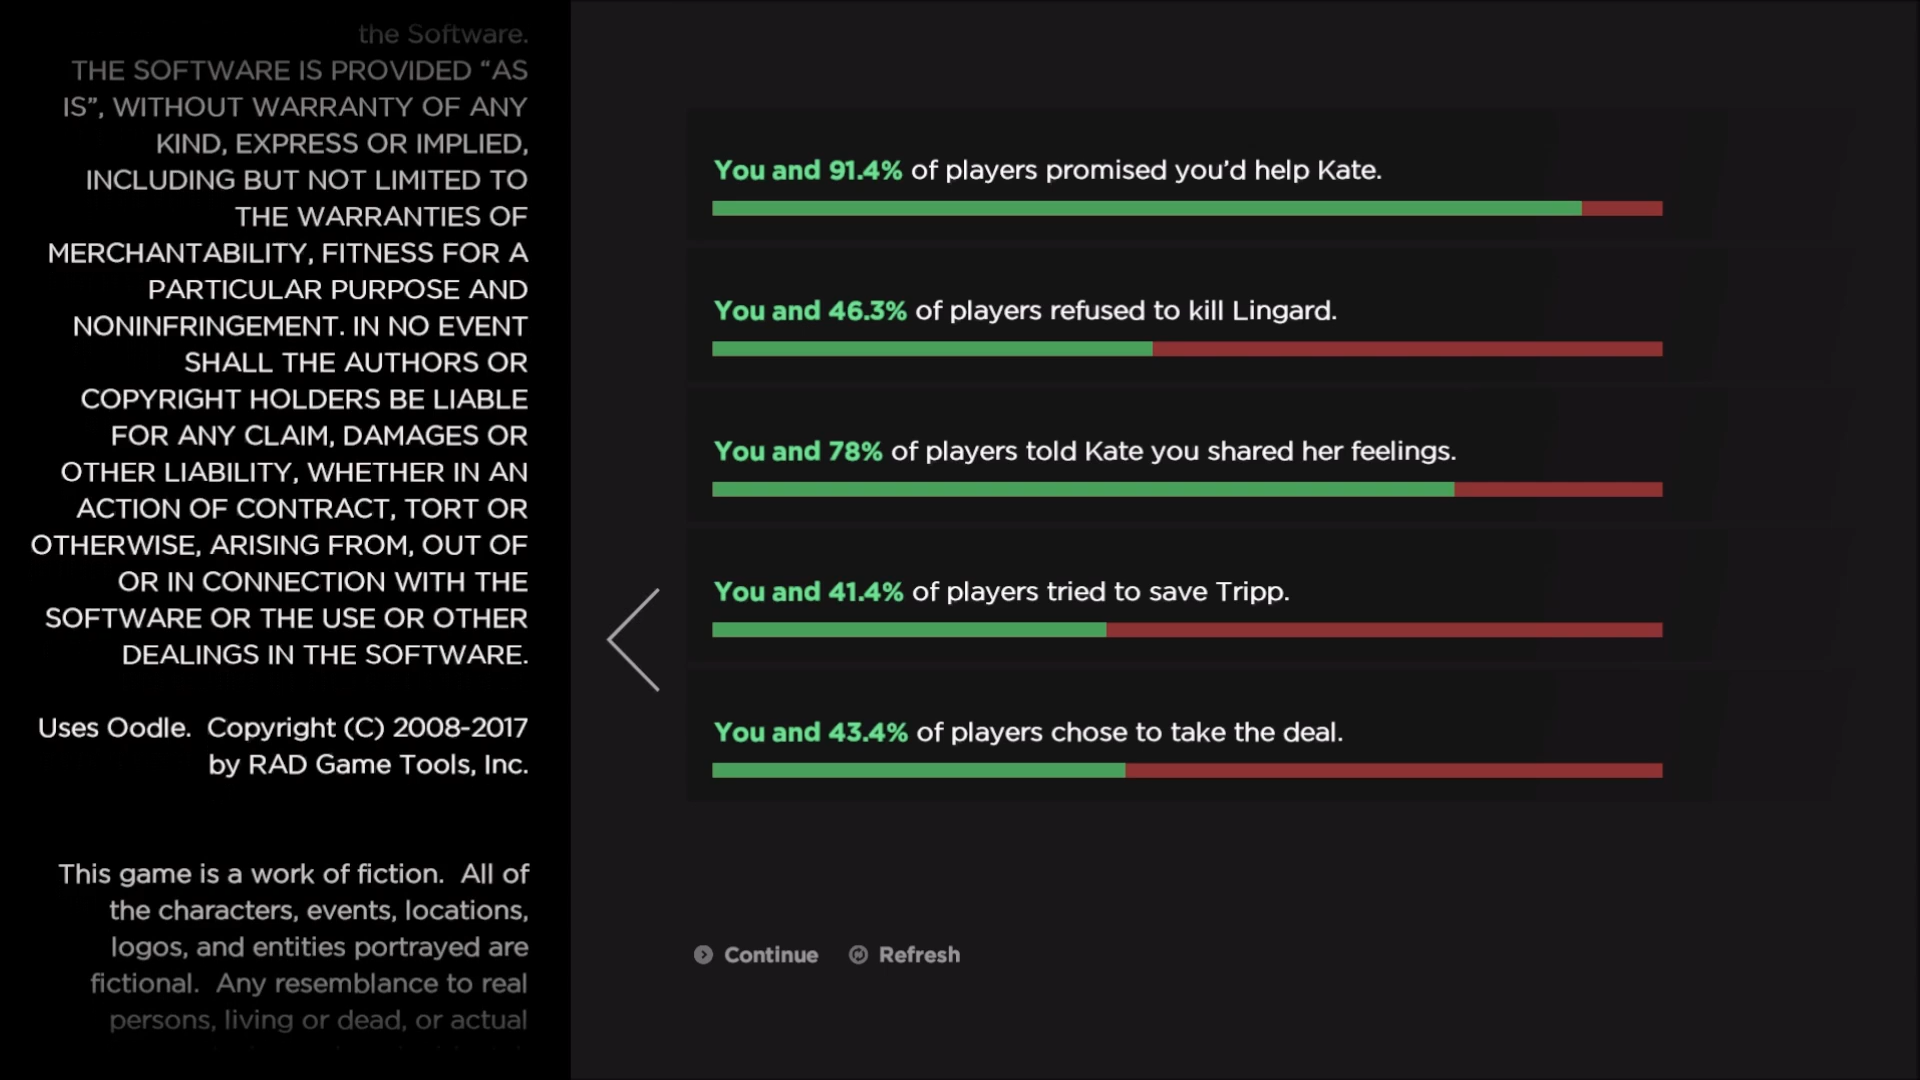 the Software.
THE SOFTWARE IS PROVIDED “AS
IS”, WITHOUT WARRANTY OF ANY
KIND, EXPRESS OR IMPLIED,
INCLUDING BUT NOT LIMITED TO
THE WARRANTIES OF
MERCHANTABILITY, FITNESS FOR A
PARTICULAR PURPOSE AND
NONINFRINGEMENT. IN NO EVENT
SHALL THE AUTHORS OR
COPYRIGHT HOLDERS BE LIABLE
FOR ANY CLAIM, DAMAGES OR
OTHER LIABILITY, WHETHER IN AN
ACTION OF CONTRACT, TORT OR
OTHERWISE, ARISING FROM, OUT OF
OR IN CONNECTION WITH THE
SOFTWARE OR THE USE OR OTHER
DEALINGS IN THE SOFTWARE.
Uses Oodle.  Copyright (C) 2008-2017
by RAD Game Tools, Inc.
This game is a work of fiction.  All of
the characters, events, locations,
logos, and entities portrayed are
fictional.  Any resemblance to real
persons, living or dead, or actual
You and 91.4% of players promised you’d help Kate.
You and 46.3% of players refused to kill Lingard.
You and 78% of players told Kate you shared her feelings.
You and 41.4% of players tried to save Tripp.
You and 43.4% of players chose to take the deal.
Continue
Refresh